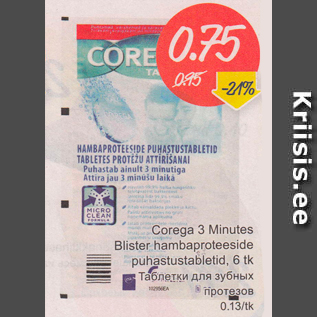 0.75
0.95
-21%
Kriisis.ee
CORE
TA
HAMBAPROTEESIDE PUHASTUSTABLETID
TABLETES PROTĒŽU ATTĪRĪŠANAI
Puhastab ainult 3 minutiga
Attīra jau 3 minūšu laikā
MICRO
CLEAN
FORMULA
Corega 3 Minutes
Blister hambaproteeside
puhastustabletid, 6 tk
Таблетки для зубных
протезов
0.13/tk
102956EA